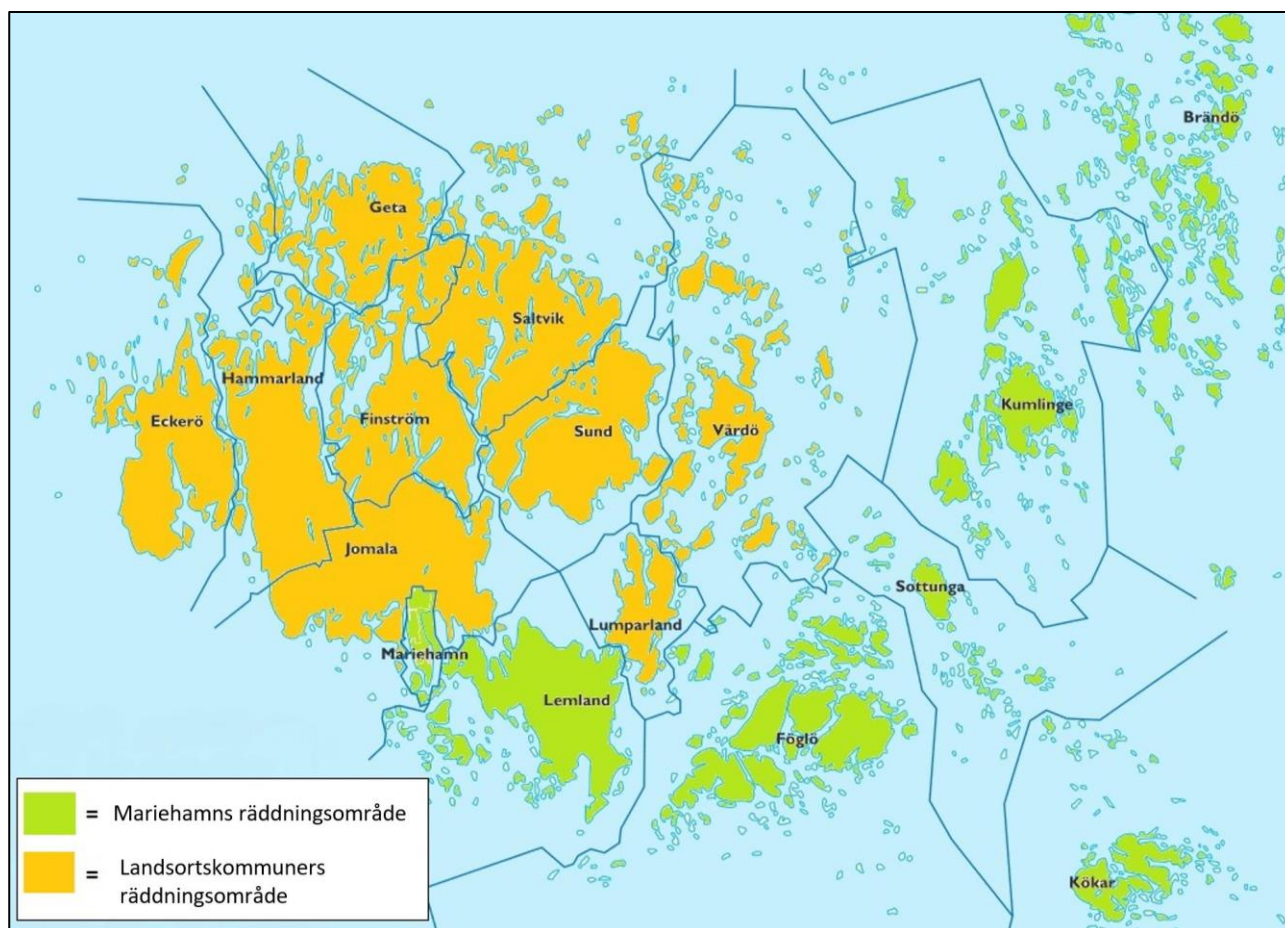 Brändö
Geta
Saltvik
Hammarland
Kumlinge
Eckerö
Finström
Sund
Vårdö
Jomala
Sottunga
Lumparland
Mariehamn
Lemland
Föglö
Kökar
= Mariehamns räddningsområde
= Landsortskommuners
räddningsområde